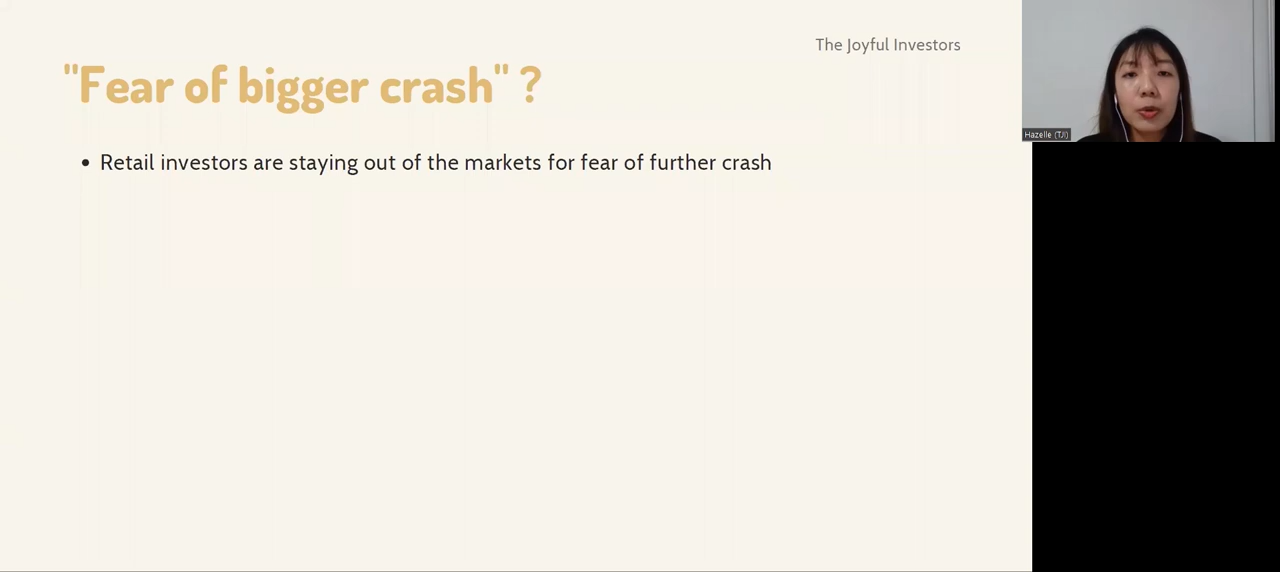 The Joyful Investors
"Fear of bigger crash" ?
• Retail investors are staying out of the markets for fear of further crash
Hazelle (TJI)